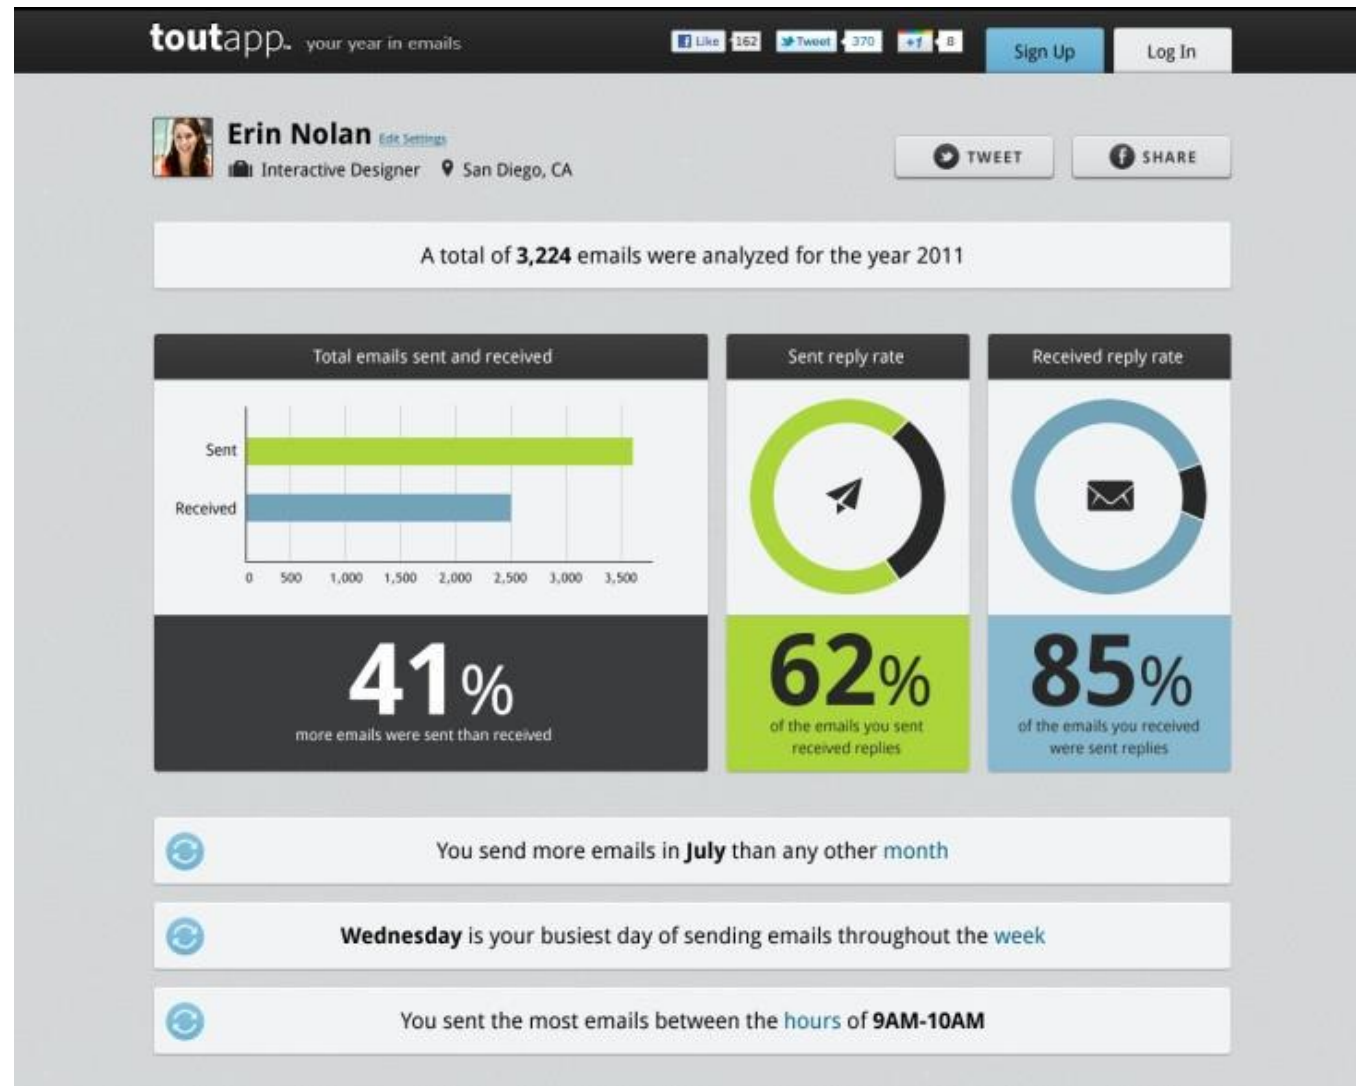 toutapp™ your year in emails
Like 162 Tweet 370 +1 8
Sign Up Log In
Erin Nolan Edit Settings
Interactive Designer San Diego, CA
TWEET SHARE
A total of 3,224 emails were analyzed for the year 2011
Total emails sent and received
Sent
Received
0 500 1,000 1,500 2,000 2,500 3,000 3,500
41%
more emails were sent than received
Sent reply rate
62%
of the emails you sent
received replies
Received reply rate
85%
of the emails you received
were sent replies
You send more emails in July than any other month
Wednesday is your busiest day of sending emails throughout the week
You sent the most emails between the hours of 9AM-10AM